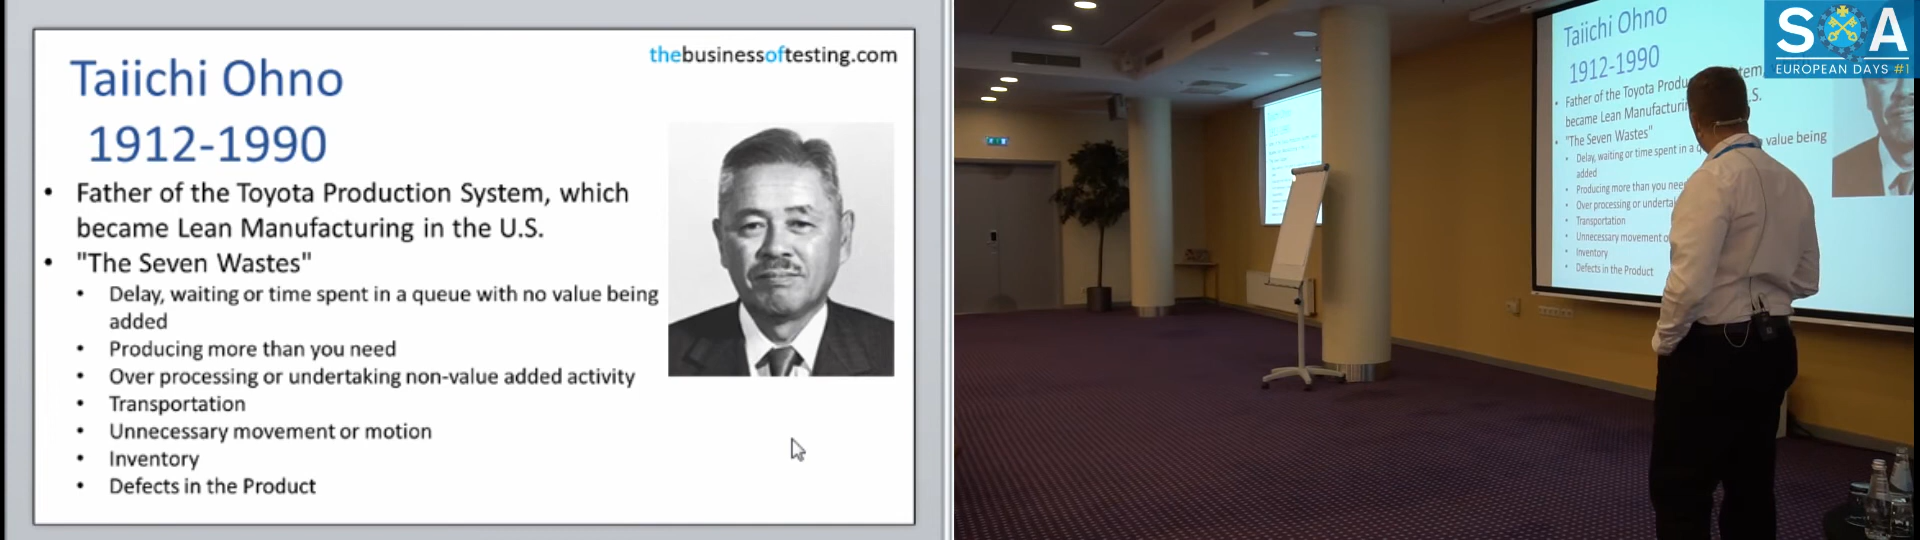 thebusinessoftesting.com
Taiichi Ohno
1912-1990
• Father of the Toyota Production System, which
became Lean Manufacturing in the U.S.
• "The Seven Wastes"
• Delay, waiting or time spent in a queue with no value being
added
• Producing more than you need
• Over processing or undertaking non-value added activity
• Transportation
• Unnecessary movement or motion
• Inventory
• Defects in the Product
SQA
EUROPEAN DAYS #1
Taiichi Ohno
1912-1990
• Father of the Toyota
became Lean
"The Seven Wastes"
• Delay, waiting or time spent in a value being
added
• Producing more than you
• Over processing or
• Transportation
• Unnecessary movement
• Inventory
• Defects in the Product